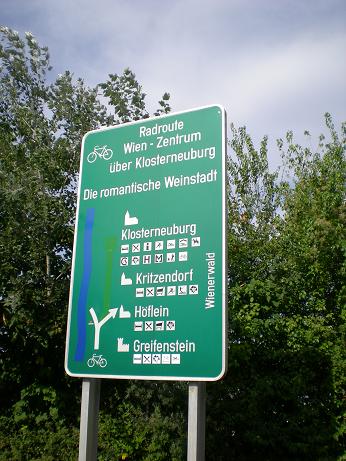 Radroute
Wien - Zentrum
über Klosterneuburg
Die romantische Weinstadt
Klosterneuburg
Kritzendorf
Höflein
Greifenstein
Wienerwald